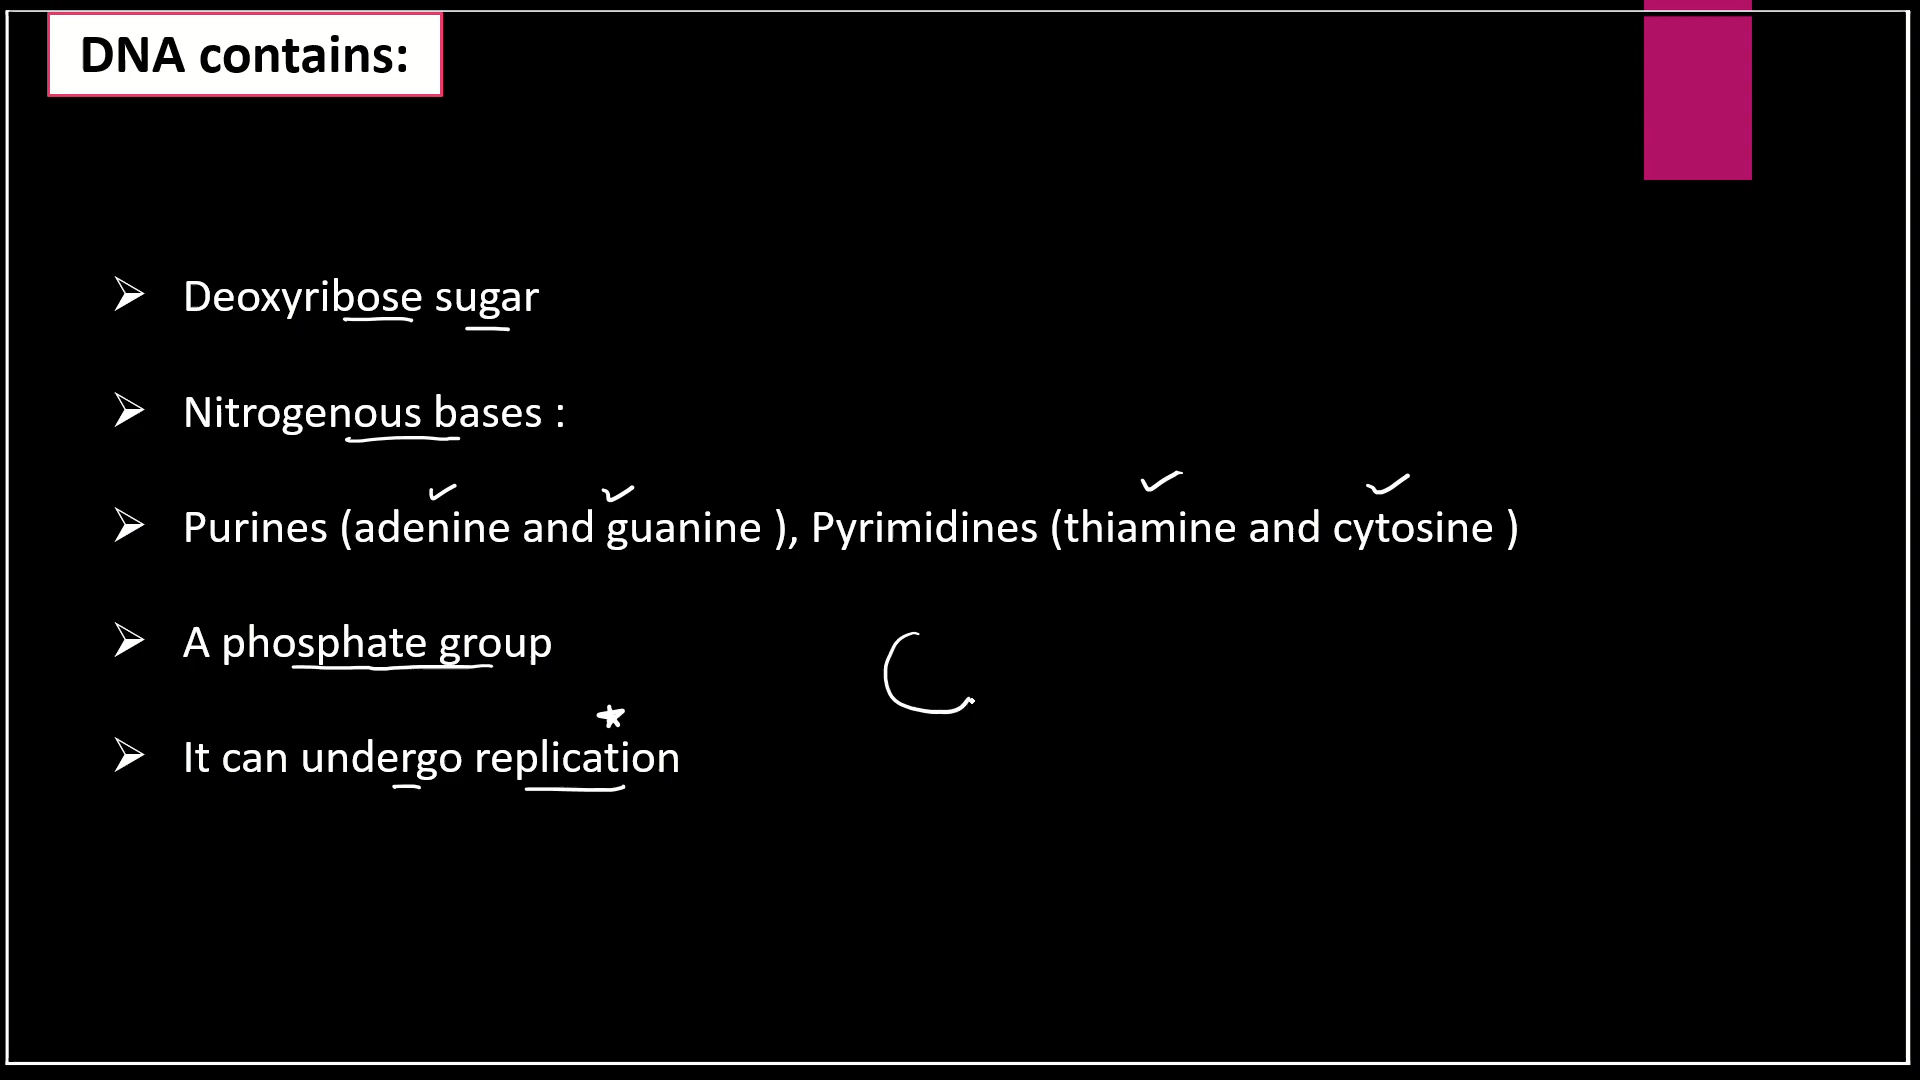 DNA contains:
➢ Deoxyribose sugar
➢ Nitrogenous bases :
➢ Purines (adenine and guanine ), Pyrimidines (thiamine and cytosine )
➢ A phosphate group
➢ It can undergo replication